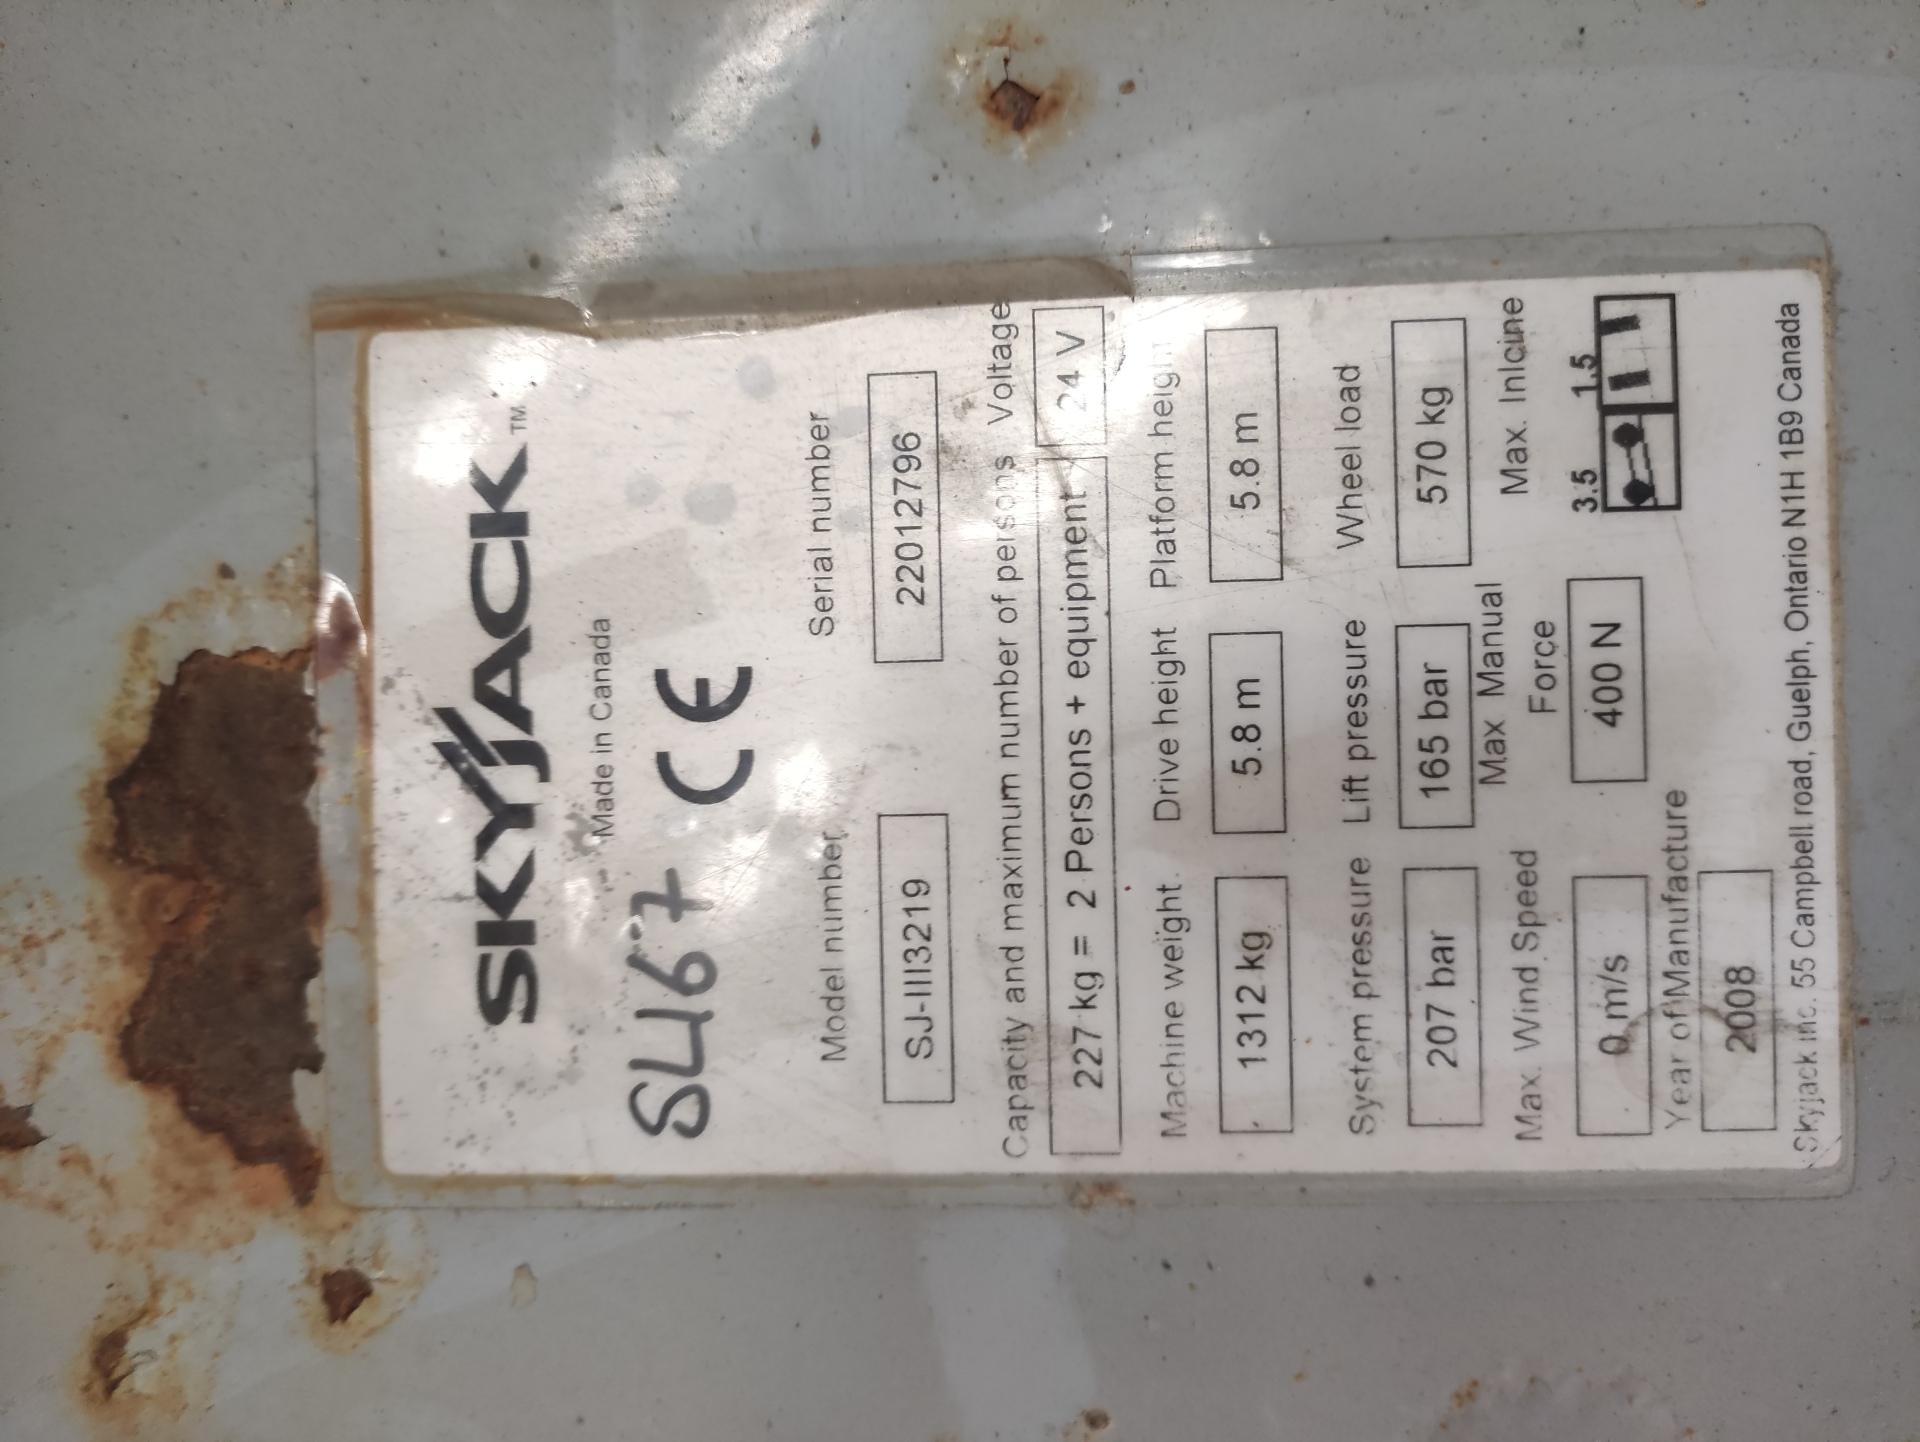 SKYJACK™
Made in Canada
SL167 CE
Model number Serial number
SJ-III3219 22012796
Capacity and maximum number of persons Voltage
227 kg = 2 Persons + equipment 24 V
Machine weight Drive height Platform height
1312 kg 5.8 m 5.8 m
System pressure Lift pressure Wheel load
207 bar 165 bar 570 kg
Max. Wind Speed Max Manual Force Max. Inlcine
0 m/s 400 N 3.5 1.5
Year of Manufacture
2008
Skyjack inc. 55 Campbell road, Guelph, Ontario N1H 1B9 Canada